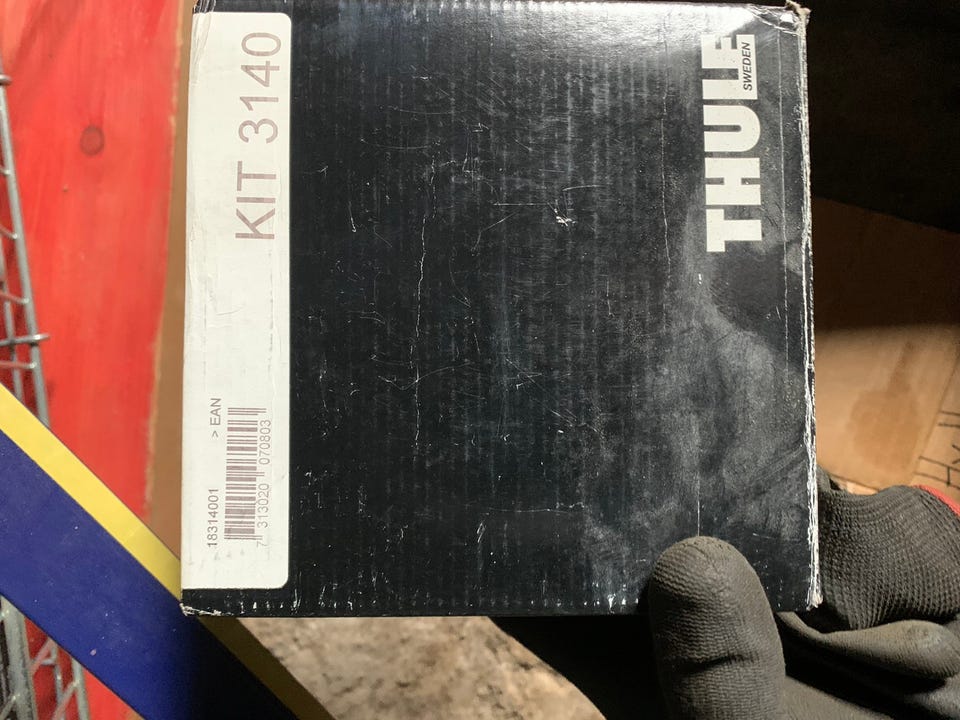 THULE
SWEDEN
KIT 3140
18314001 > EAN
7 313020 070803